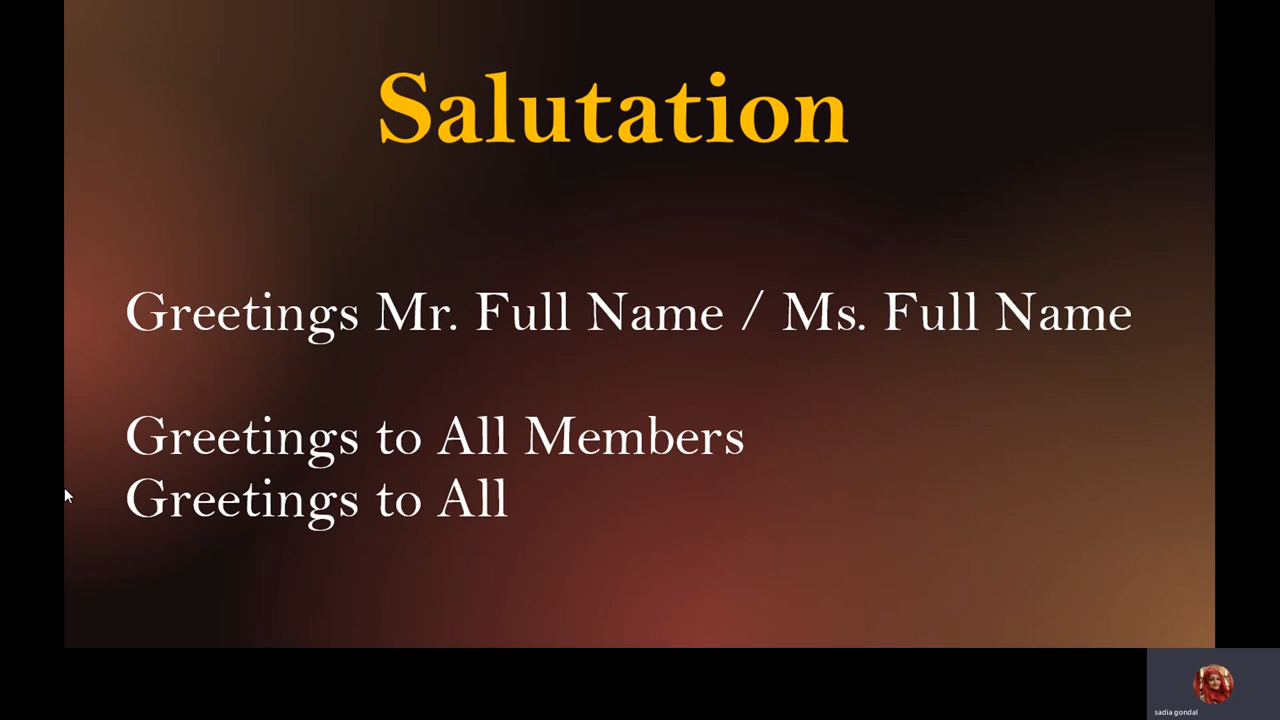 Salutation
Greetings Mr. Full Name / Ms. Full Name
Greetings to All Members
Greetings to All
sadia gondal